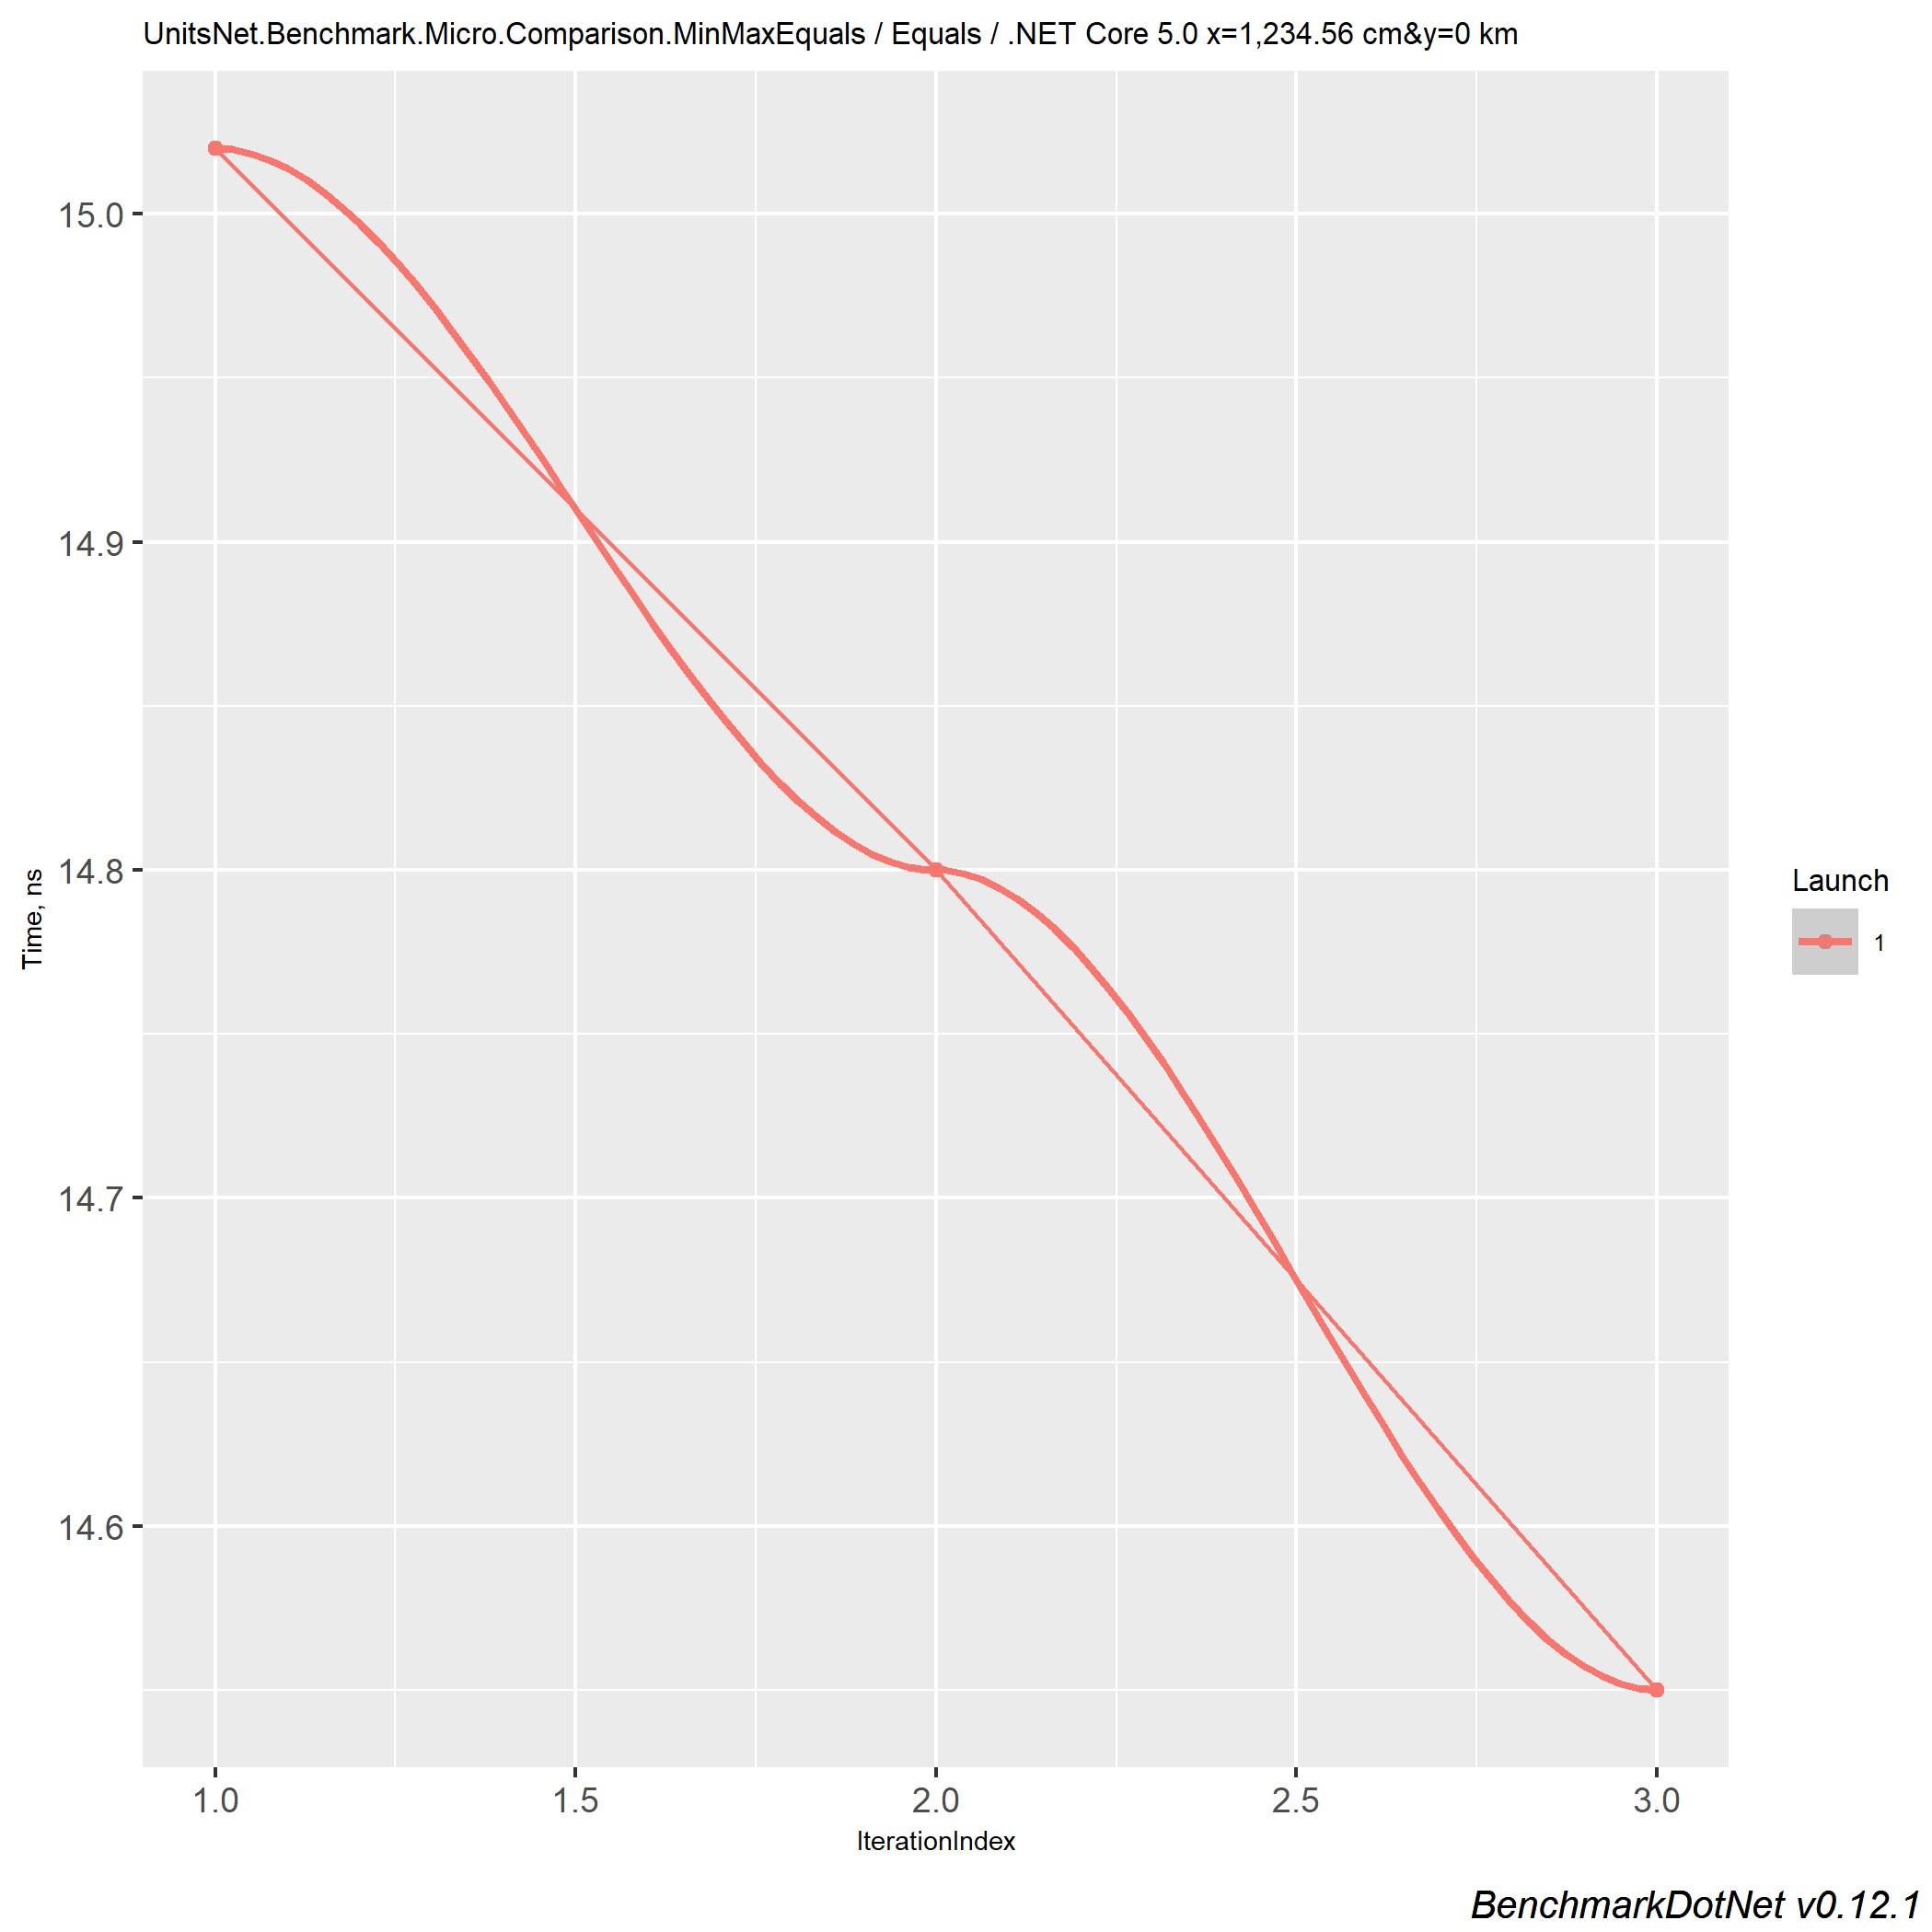 UnitsNet.Benchmark.Micro.Comparison.MinMaxEquals / Equals / .NET Core 5.0 x=1,234.56 cm&y=0 km
15.0
14.9
14.8
14.7
14.6
Time, ns
1.0 1.5 2.0 2.5 3.0
IterationIndex
Launch
1
BenchmarkDotNet v0.12.1